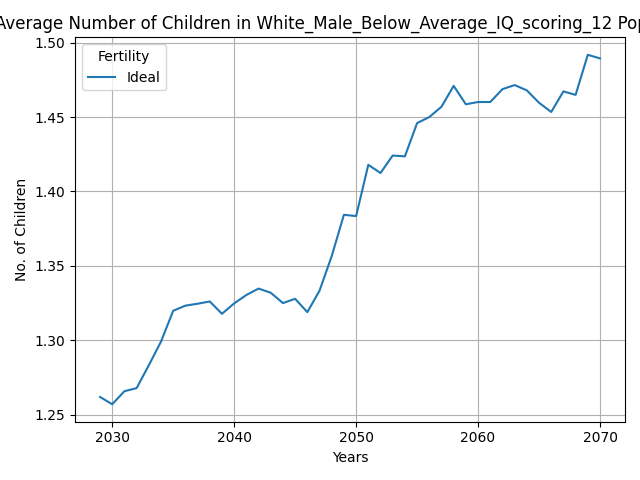 Average Number of Children in White_Male_Below_Average_IQ_scoring_12
1.50
Fertility
Ideal
1.45
1.40
1.35
1.30
1.25
No. of Children
2030 2040 2050 2060 2070
Years